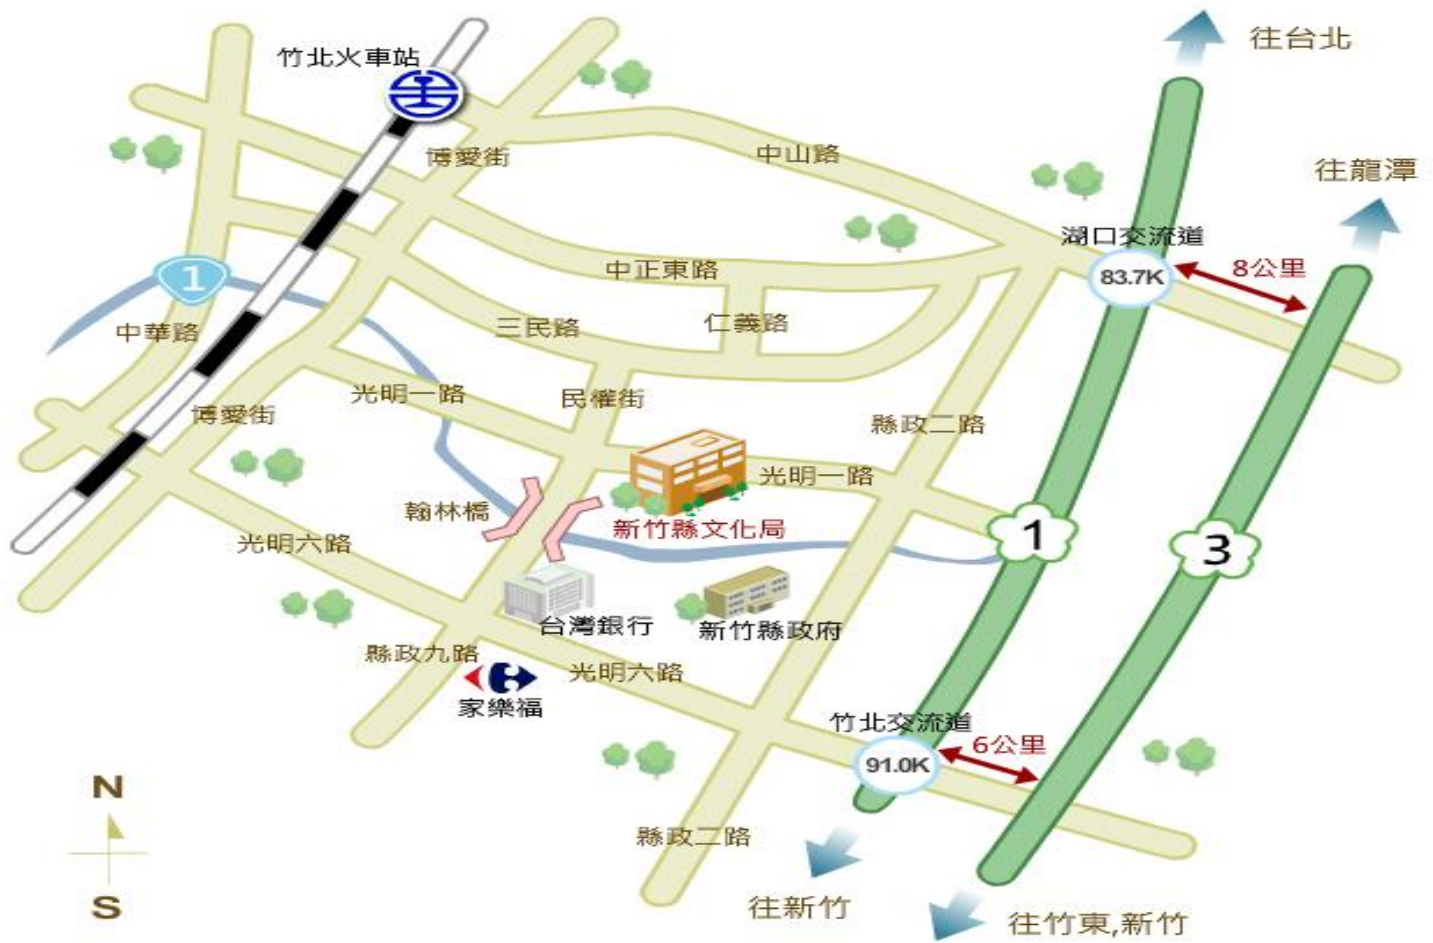 往台北
竹北火車站
博愛街
中山路
往龍潭
湖口交流道
83.7K
8公里
中正東路
1
中華路
三民路
仁義路
光明一路
民權街
博愛街
縣政二路
光明一路
翰林橋
新竹縣文化局
1
3
光明六路
台灣銀行
新竹縣政府
縣政九路
光明六路
家樂福
竹北交流道
91.0K
6公里
N
S
縣政二路
往新竹
往竹東,新竹